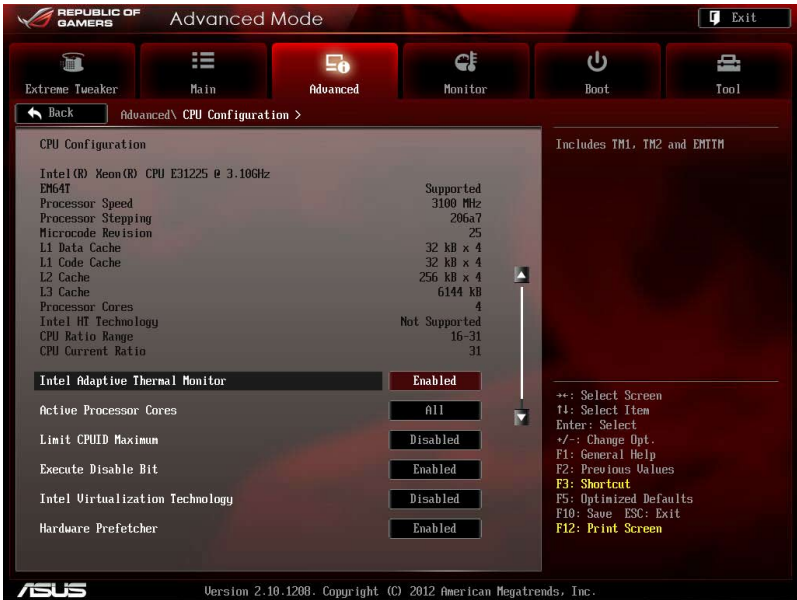 REPUBLIC OF
GAMERS
Advanced Mode
Exit
Extreme Tweaker
Main
Advanced
Monitor
Boot
Tool
Back
Advanced\ CPU Configuration >
CPU Configuration
Intel(R) Xeon(R) CPU E31225 @ 3.10GHz
EM64T Supported
Processor Speed 3100 MHz
Processor Stepping 206a7
Microcode Revision 25
L1 Data Cache 32 kB x 4
L1 Code Cache 32 kB x 4
L2 Cache 256 kB x 4
L3 Cache 6144 kB
Processor Cores 4
Intel HT Technology Not Supported
CPU Ratio Range 16-31
CPU Current Ratio 31
Intel Adaptive Thermal Monitor Enabled
Active Processor Cores All
Limit CPUID Maximum Disabled
Execute Disable Bit Enabled
Intel Virtualization Technology Disabled
Hardware Prefetcher Enabled
Includes TM1, TM2 and EMTTM
→←: Select Screen
↑↓: Select Item
Enter: Select
+/-: Change Opt.
F1: General Help
F2: Previous Values
F3: Shortcut
F5: Optimized Defaults
F10: Save ESC: Exit
F12: Print Screen
ASUS
Version 2.10.1208. Copyright (C) 2012 American Megatrends, Inc.